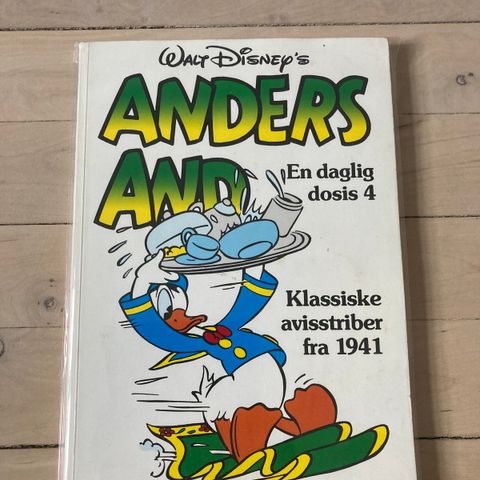 WALT DISNEY'S
ANDERS
AND
En daglig
dosis 4
Klassiske
avisstriber
fra 1941